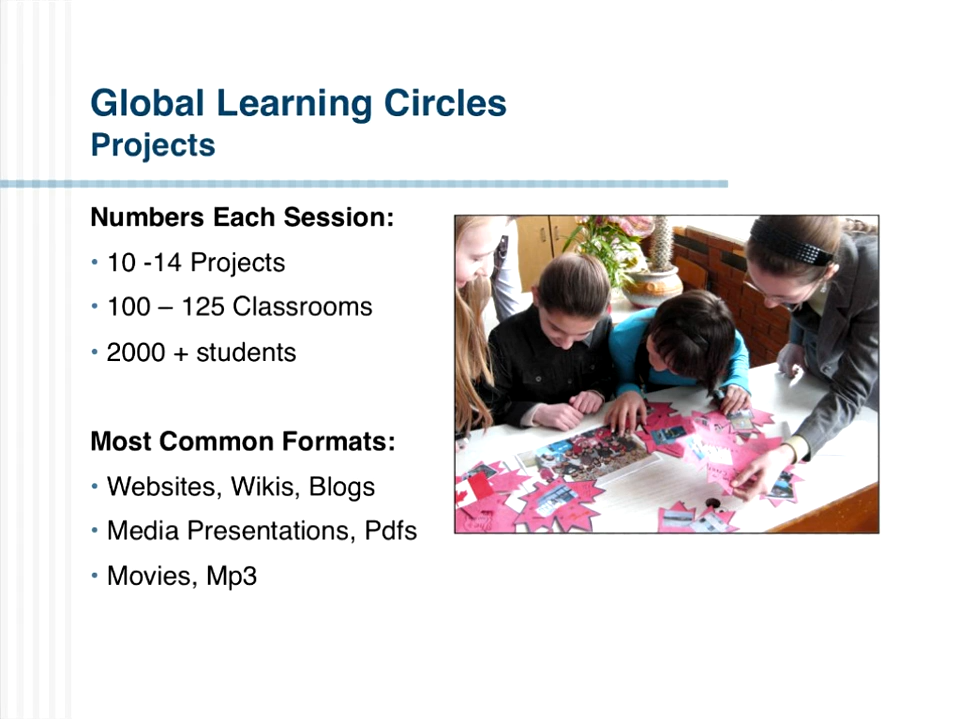 Global Learning Circles
Projects
Numbers Each Session:
• 10 -14 Projects
• 100 – 125 Classrooms
• 2000 + students
Most Common Formats:
• Websites, Wikis, Blogs
• Media Presentations, Pdfs
• Movies, Mp3